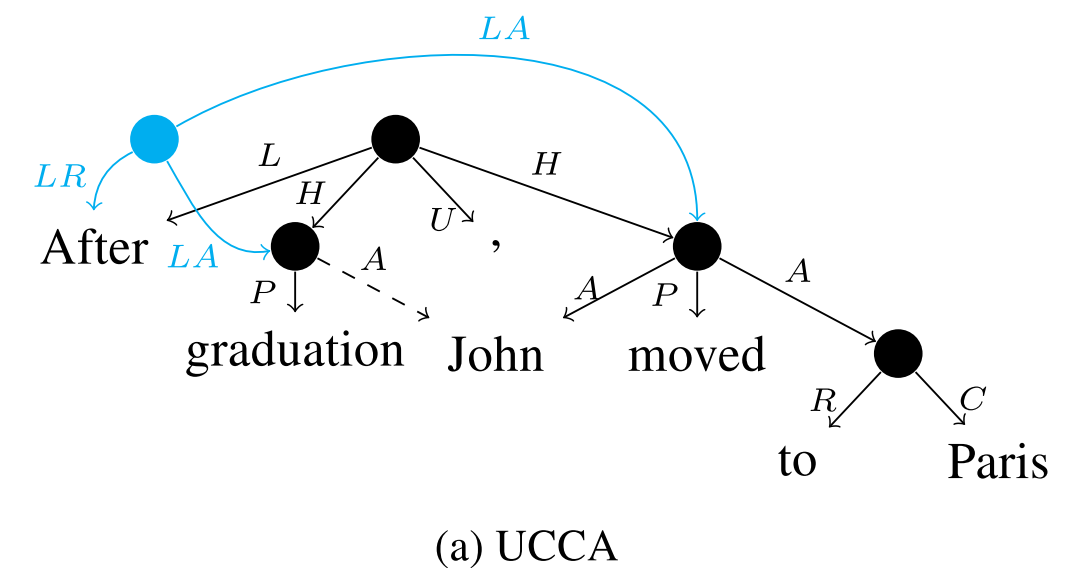 LA
L
H
LR
H
U
After
LA
,
A
A
P
A
P
graduation
John
moved
R
C
to
Paris
(a) UCCA